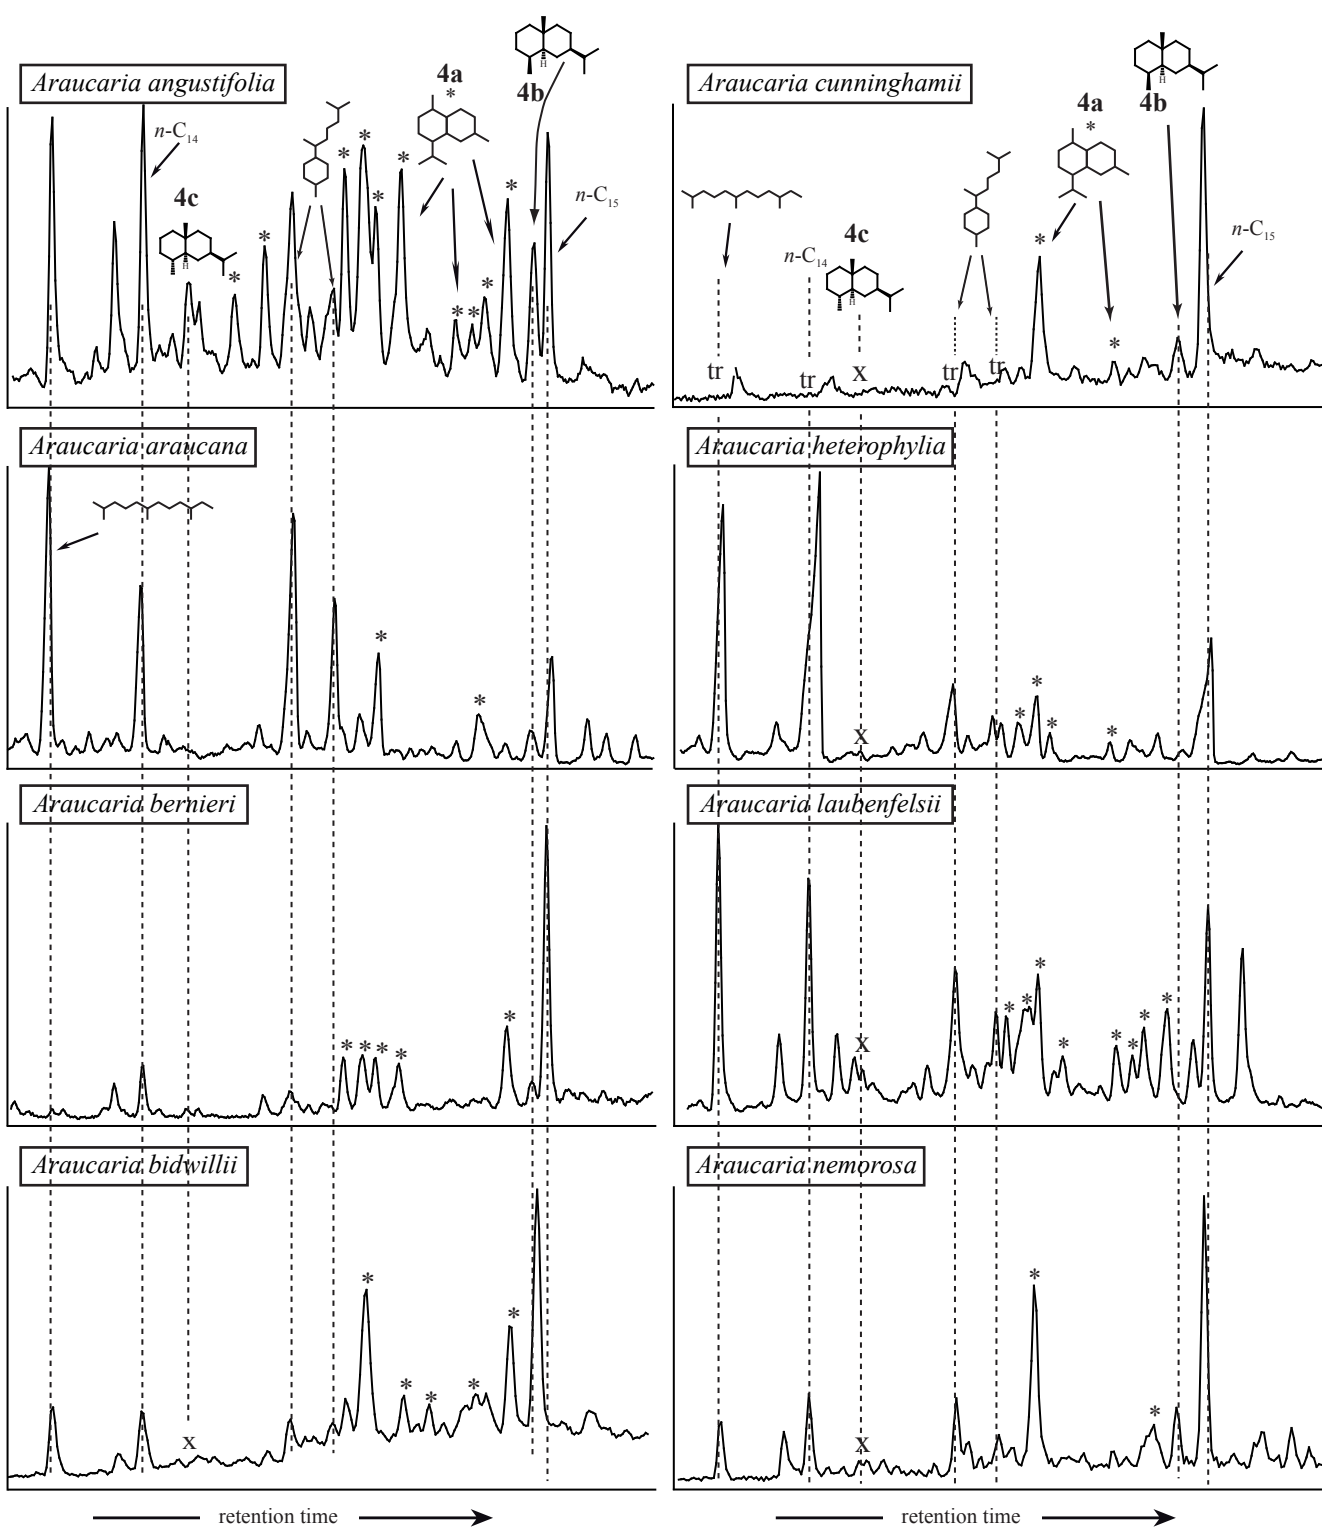 Araucaria angustifolia
n-C14
4c
H
*
*
*
*
*
*
4a
*
*
*
*
*
4b
H
n-C15
Araucaria cunninghamii
n-C14
4c
H
4a
*
*
*
4b
H
n-C15
tr
tr
x
tr
tr
Araucaria araucana
*
*
Araucaria heterophylia
x
*
*
*
*
Araucaria bernieri
*
*
*
*
*
Araucaria laubenfelsii
x
*
*
*
*
*
*
*
*
Araucaria bidwillii
x
*
*
*
*
*
Araucaria nemorosa
x
*
*
retention time
retention time